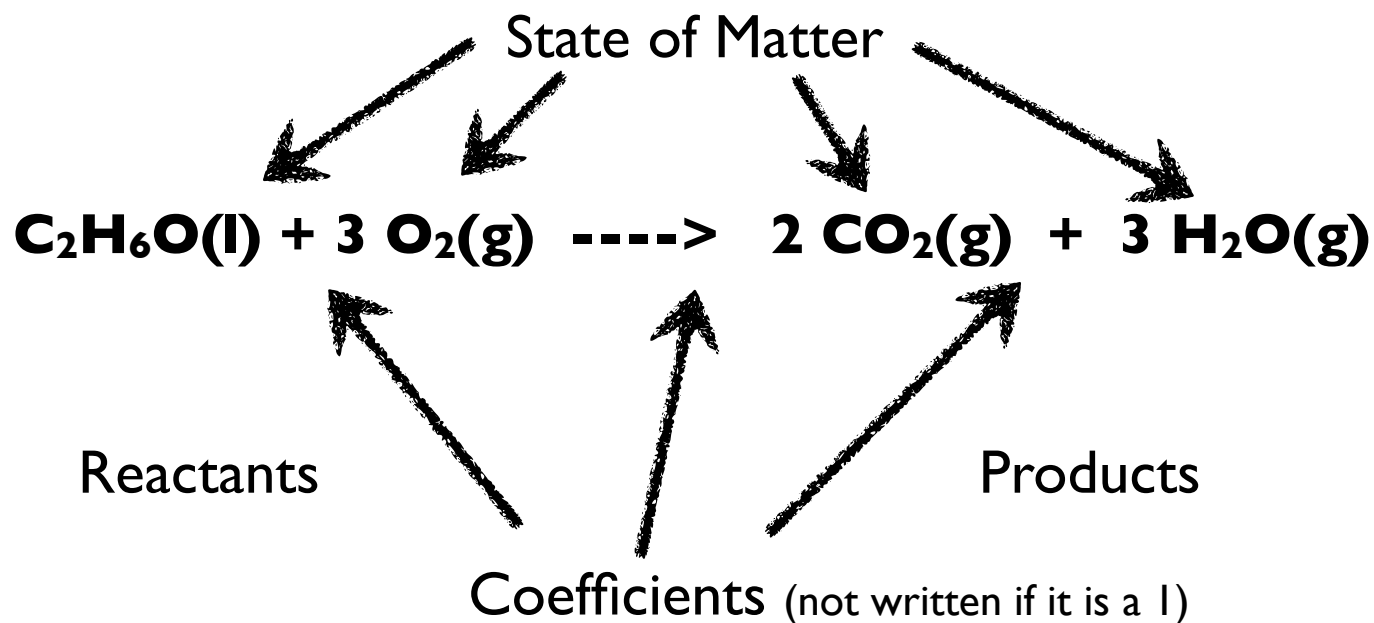 State of Matter
C₂H₆O(l) + 3 O₂(g) ----> 2 CO₂(g) + 3 H₂O(g)
Reactants
Products
Coefficients (not written if it is a 1)